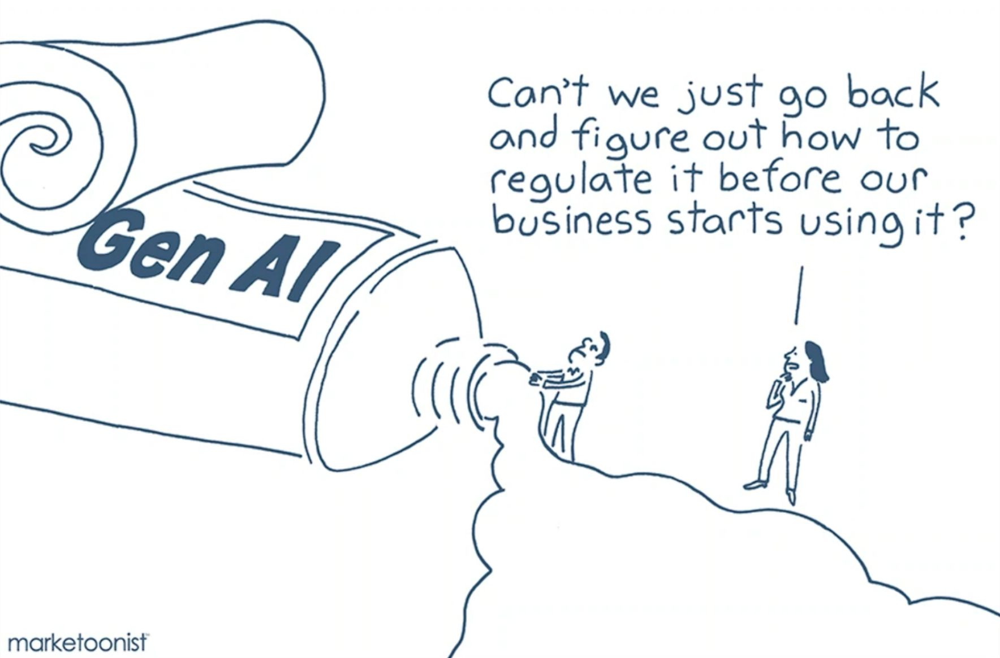 Can't we just go back
and figure out how to
regulate it before our
business starts using it?
Gen AI
marketoonist™